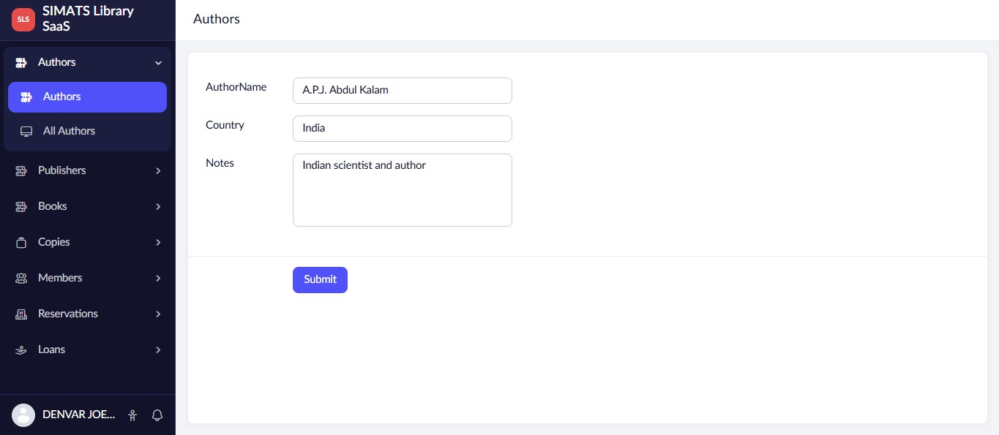 SLS
SIMATS Library
SaaS
Authors
Authors
All Authors
Publishers
Books
Copies
Members
Reservations
Loans
DENVAR JOE...
Authors
AuthorName
A.P.J. Abdul Kalam
Country
India
Notes
Indian scientist and author
Submit